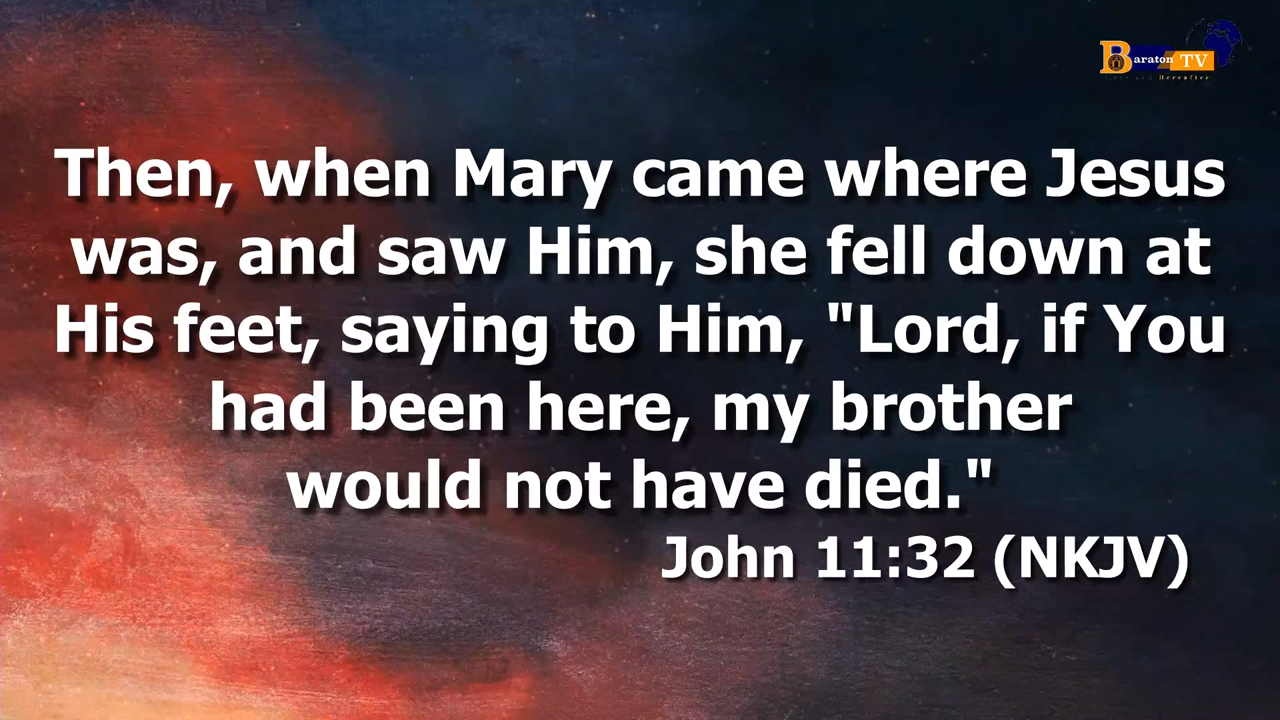 Baraton TV
Hereafter
Then, when Mary came where Jesus
was, and saw Him, she fell down at
His feet, saying to Him, "Lord, if You
had been here, my brother
would not have died."
John 11:32 (NKJV)